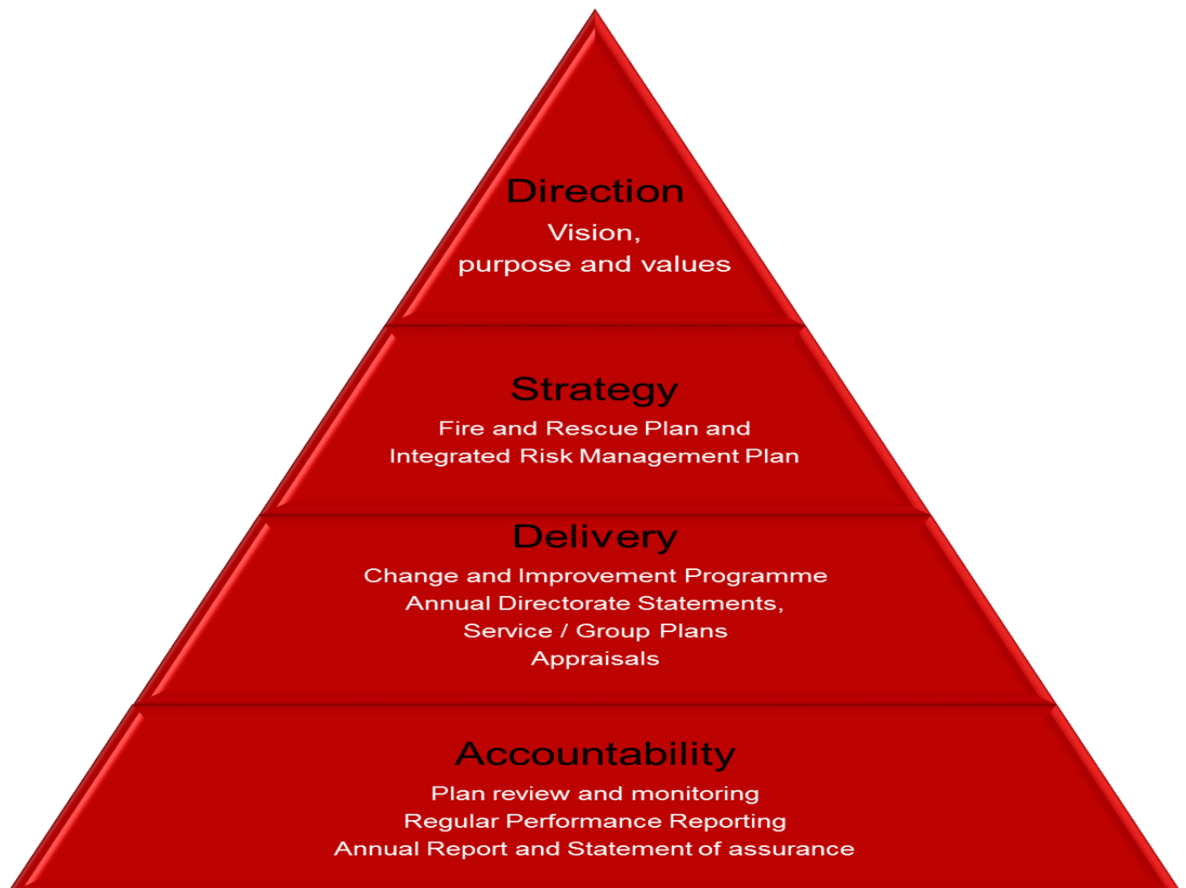 Direction
Vision,
purpose and values
Strategy
Fire and Rescue Plan and
Integrated Risk Management Plan
Delivery
Change and Improvement Programme
Annual Directorate Statements,
Service / Group Plans
Appraisals
Accountability
Plan review and monitoring
Regular Performance Reporting
Annual Report and Statement of assurance